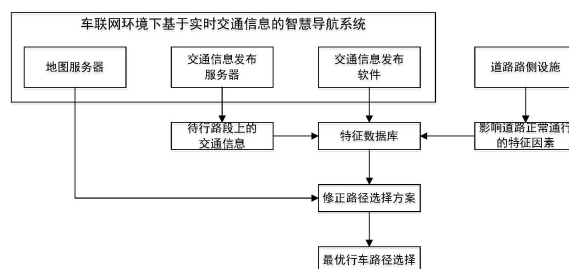 车联网环境下基于实时交通信息的智慧导航系统
地图服务器
交通信息发布
服务器
交通信息发布
软件
道路路侧设施
待行路段上的
交通信息
特征数据库
影响道路正常通行
的特征因素
修正路径选择方案
最优行车路径选择